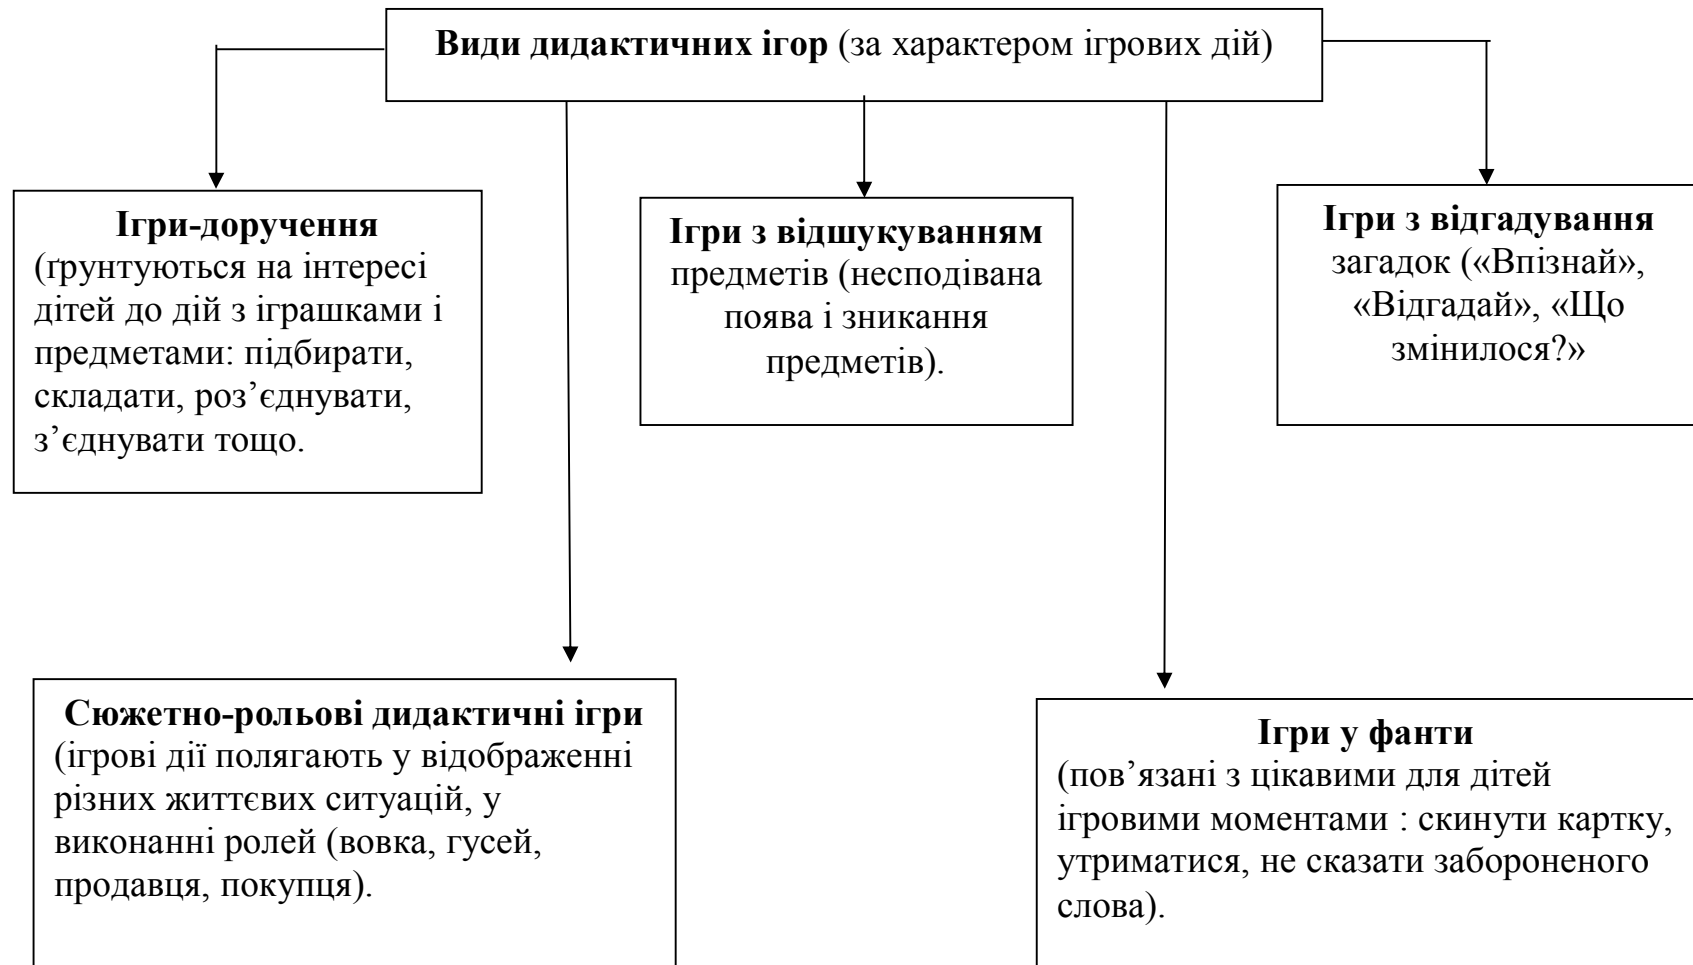 Види дидактичних ігор (за характером ігрових дій)
Ігри-доручення
(ґрунтуються на інтересі
дітей до дій з іграшками і
предметами: підбирати,
складати, роз’єднувати,
з’єднувати тощо.
Ігри з відшукуванням
предметів (несподівана
поява і зникання
предметів).
Ігри з відгадування
загадок («Впізнай»,
«Відгадай», «Що
змінилося?»
Сюжетно-рольові дидактичні ігри
(ігрові дії полягають у відображенні
різних життєвих ситуацій, у
виконанні ролей (вовка, гусей,
продавця, покупця).
Ігри у фанти
(пов’язані з цікавими для дітей
ігровими моментами : скинути картку,
утриматися, не сказати забороненого
слова).